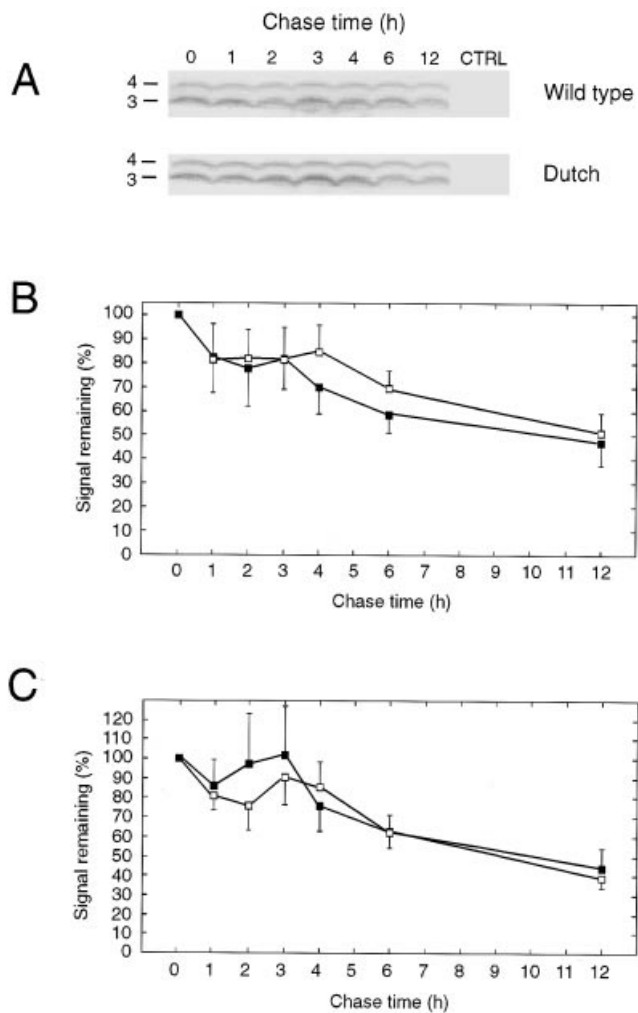 Chase time (h)
0 1 2 3 4 6 12 CTRL
A
4
3
Wild type
4
3
Dutch
B
100
90
80
70
60
50
40
30
20
10
0
Signal remaining (%)
0 1 2 3 4 5 6 7 8 9 10 11 12
Chase time (h)
C
120
110
100
90
80
70
60
50
40
30
20
10
0
Signal remaining (%)
0 1 2 3 4 5 6 7 8 9 10 11 12
Chase time (h)